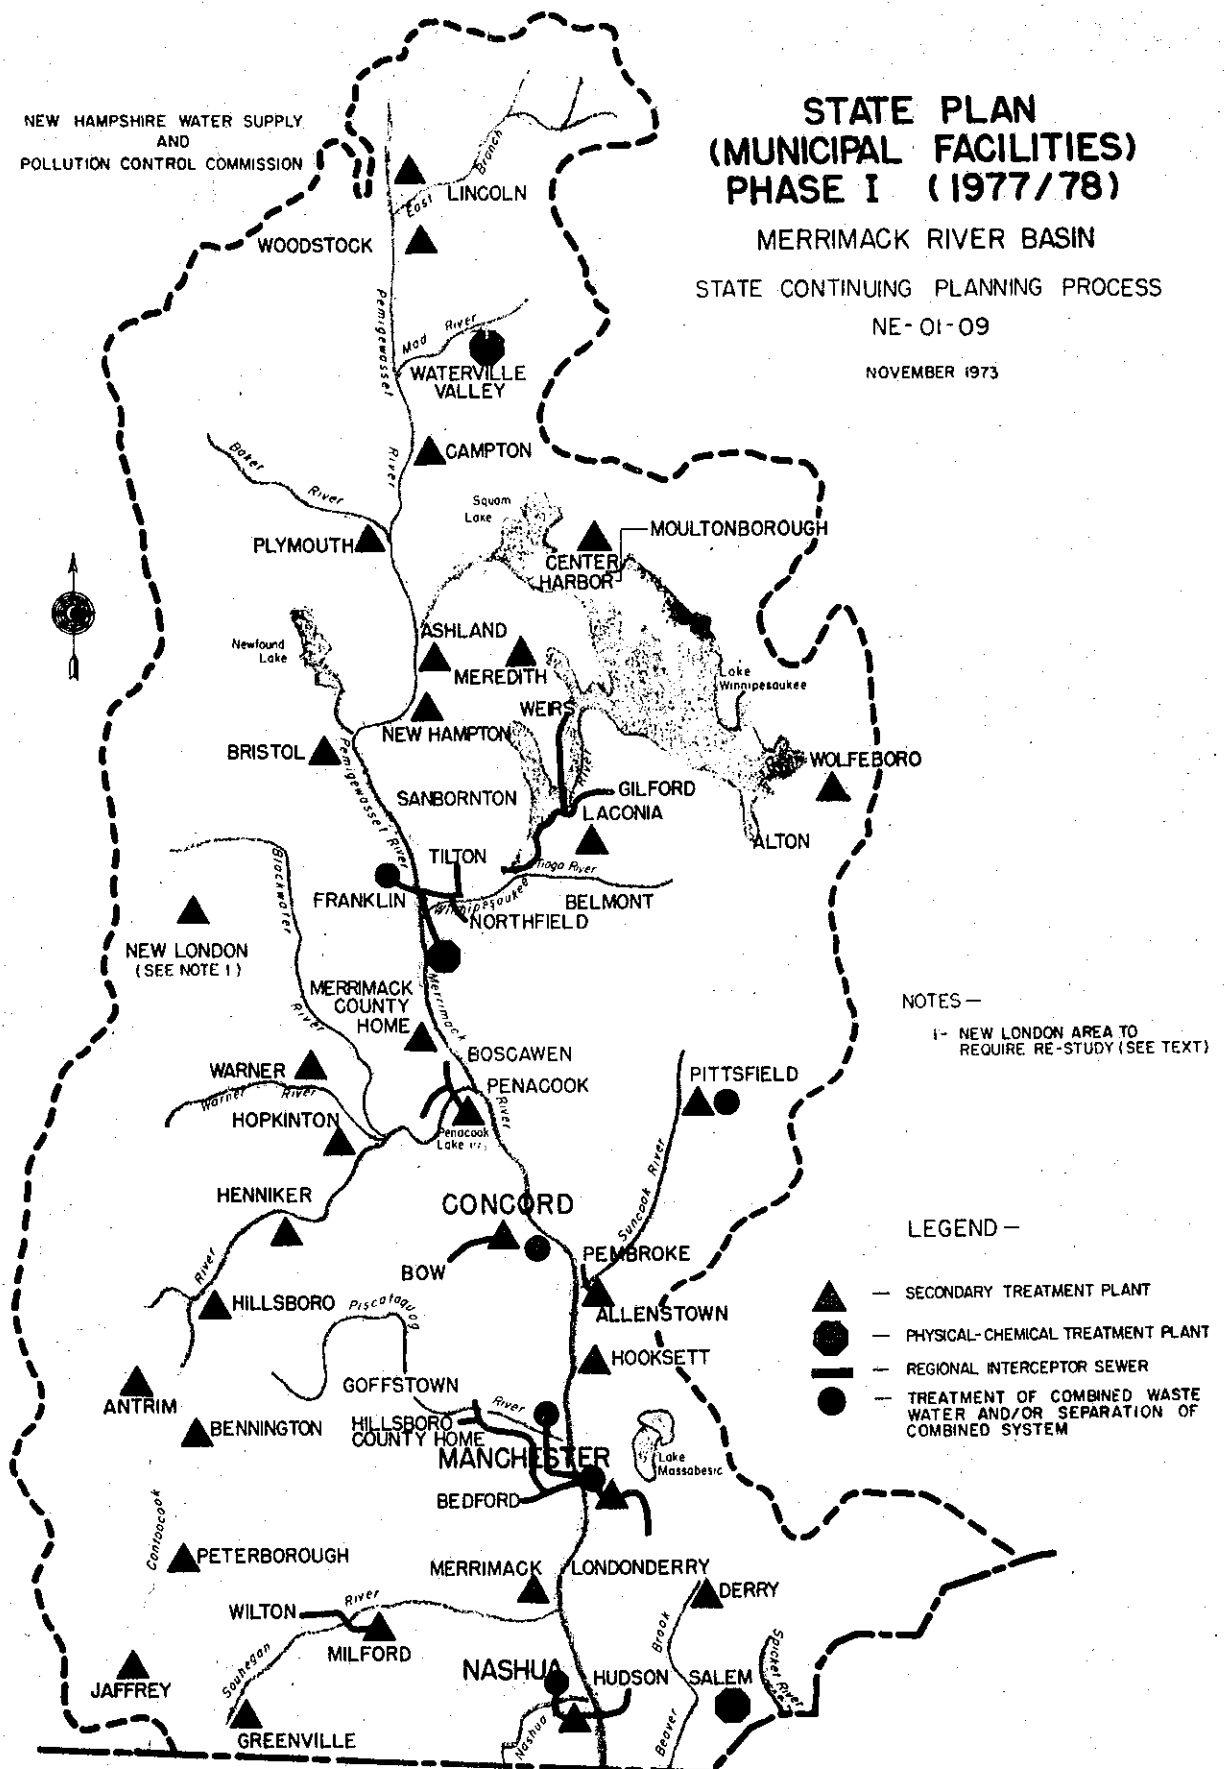 NEW HAMPSHIRE WATER SUPPLY
AND
POLLUTION CONTROL COMMISSION
STATE PLAN
(MUNICIPAL FACILITIES)
PHASE I (1977/78)
MERRIMACK RIVER BASIN
STATE CONTINUING PLANNING PROCESS
NE-01-09
NOVEMBER 1973
East Branch
LINCOLN
WOODSTOCK
Pemigewasset River
Mad River
WATERVILLE
VALLEY
CAMPTON
Baker River
PLYMOUTH
Squam
Lake
MOULTONBOROUGH
CENTER
HARBOR
Newfound
Lake
ASHLAND
MEREDITH
Lake
Winnipesaukee
WEIRS
NEW HAMPTON
BRISTOL
Pemigewasset River
River
WOLFEBORO
SANBORNTON
GILFORD
LACONIA
ALTON
TILTON
Tioga River
Winnipesaukee
BELMONT
FRANKLIN
NORTHFIELD
Blackwater River
NEW LONDON
(SEE NOTE 1)
MERRIMACK
COUNTY
HOME
Merrimack River
BOSCAWEN
PENACOOK
Penacook
Lake
WARNER
Warner River
HOPKINTON
PITTSFIELD
Suncook River
HENNIKER
CONCORD
BOW
PEMBROKE
ALLENSTOWN
River
HILLSBORO
Piscataquog
HOOKSETT
ANTRIM
GOFFSTOWN
River
BENNINGTON
HILLSBORO
COUNTY HOME
MANCHESTER
Lake
Massabesic
BEDFORD
Contoocook
PETERBOROUGH
MERRIMACK
LONDONDERRY
DERRY
WILTON
River
MILFORD
Souhegan
JAFFREY
GREENVILLE
NASHUA
HUDSON
SALEM
Spicket River
Nashua
Beaver Brook
NOTES —
1- NEW LONDON AREA TO
REQUIRE RE-STUDY (SEE TEXT)
LEGEND —
— SECONDARY TREATMENT PLANT
— PHYSICAL-CHEMICAL TREATMENT PLANT
— REGIONAL INTERCEPTOR SEWER
— TREATMENT OF COMBINED WASTE
WATER AND/OR SEPARATION OF
COMBINED SYSTEM